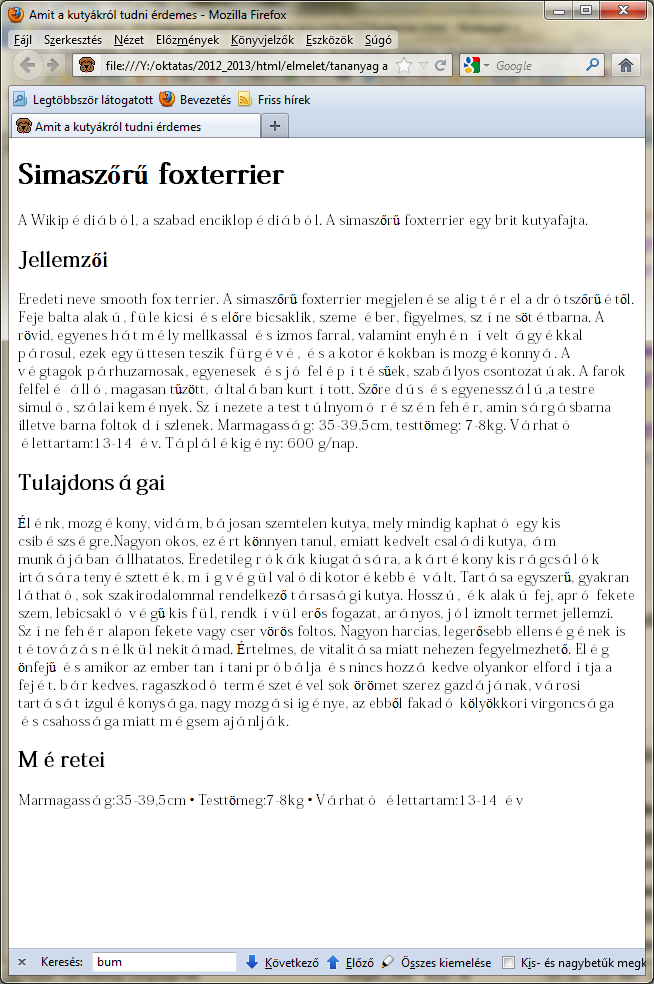 Amit a kutyákról tudni érdemes - Mozilla Firefox
Fájl Szerkesztés Nézet Előzmények Könyvjelzők Eszközök Súgó
file:///Y:/oktatas/2012_2013/html/elmelet/tananyag a Google
Legtöbbször látogatott Bevezetés Friss hírek
Amit a kutyákról tudni érdemes
Simaszőrű foxterrier
A Wikipédiából, a szabad enciklopédiából. A simaszőrű foxterrier egy brit kutyafajta.
Jellemzői
Eredeti neve smooth fox terrier. A simaszőrű foxterrier megjelenése alig tér el a drótszőrűétől.
Feje balta alakú, füle kicsi és előre bicsaklik, szeme éber, figyelmes, színe sötétbarna. A
rövid, egyenes hát mély mellkassal és izmos farral, valamint enyhén ívelt ágyékkal
párosul, ezek együttesen teszik fürgévé, és a kotorékokban is mozgékonnyá. A
végtagok párhuzamosak, egyenesek és jó felépítésűek, szabályos csontozatúak. A farok
felfelé álló, magasan tűzött, általában kurtított. Szőre dús és egyenesszálú,a testre
simuló, szálai kemények. Színezete a test túlnyomó részén fehér, amin sárgásbarna
illetve barna foltok díszlenek. Marmagasság: 35-39,5cm, testtömeg: 7-8kg. Várható
élettartam:13-14 év. Táplálékigény: 600 g/nap.
Tulajdonságai
Élénk, mozgékony, vidám, bájosan szemtelen kutya, mely mindig kapható egy kis
csibészségre.Nagyon okos, ezért könnyen tanul, emiatt kedvelt családi kutya, ám
munkájában állhatatos. Eredetileg rókák kiugatására, a kártékony kisrágcsálók
irtására tenyésztették, míg végül valódi kotorékebbé vált. Tartása egyszerű, gyakran
látható, sok szakirodalommal rendelkező társasági kutya. Hosszú, ék alakú fej, apró fekete
szem, lebicsakló végű kis fül, rendkívül erős fogazat, arányos, jól izmolt termet jellemzi.
Színe fehér alapon fekete vagy cser vörös foltos. Nagyon harcias, legerősebb ellenségének is
tétovázás nélkül nekitámad. Értelmes, de vitalitása miatt nehezen fegyelmezhető. Elég
önfejű és amikor az ember tanítani próbálja és nincs hozzá kedve olyankor elfordítja a
fejét. bár kedves, ragaszkodó természetével sok örömet szerez gazdájának, városi
tartását izgulékonysága, nagy mozgási igénye, az ebből fakadó kölyökkori virgoncsága
és csahossága miatt mégsem ajánlják.
Méretei
Marmagasság:35-39,5cm • Testtömeg:7-8kg • Várható élettartam:13-14 év
Keresés: bum Következő Előző Összes kiemelése Kis- és nagybetűk megk